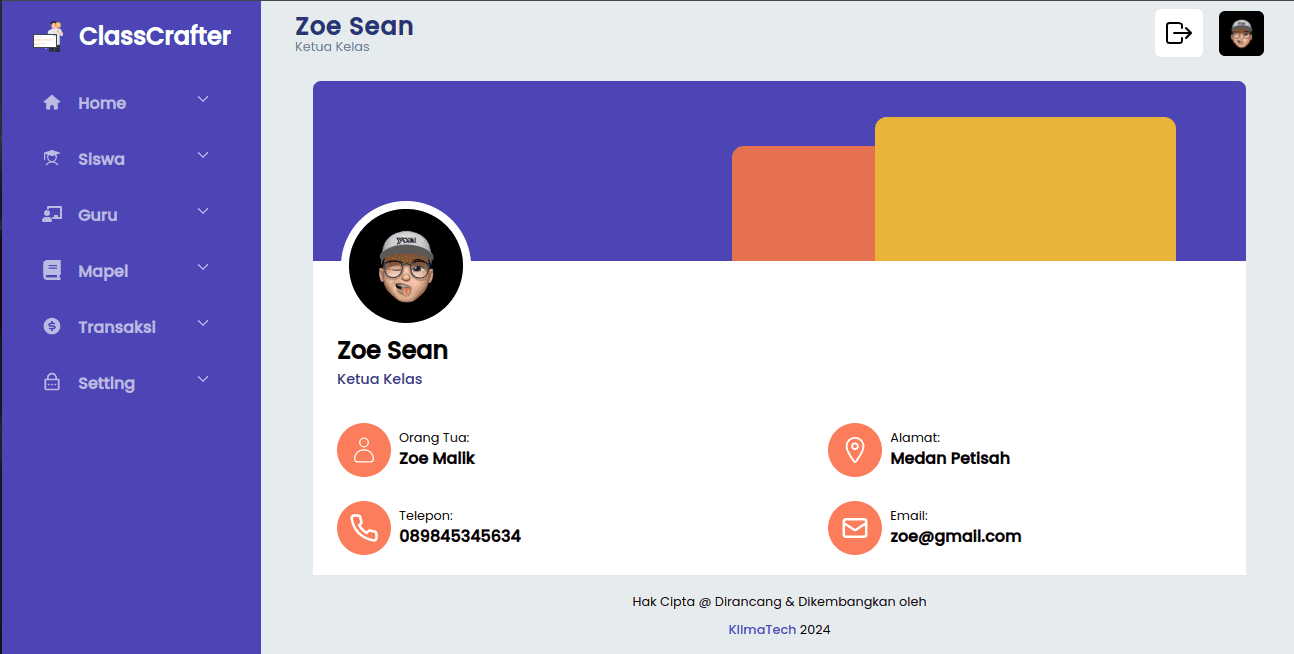 ClassCrafter
Zoe Sean
Ketua Kelas
Home
Siswa
Guru
Mapel
Transaksi
Setting
Zoe Sean
Ketua Kelas
Orang Tua:
Zoe Malik
Alamat:
Medan Petisah
Telepon:
089845345634
Email:
zoe@gmail.com
Hak Cipta @ Dirancang & Dikembangkan oleh
KlimaTech 2024